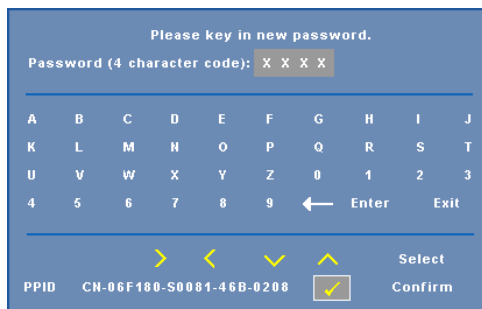 Please key in new password.
Password (4 character code): X X X X
A B C D E F G H I J
K L M N O P Q R S T
U V W X Y Z 0 1 2 3
4 5 6 7 8 9 ← Enter Exit
Select
PPID CN-06F180-S0081-46B-0208 ✓ Confirm